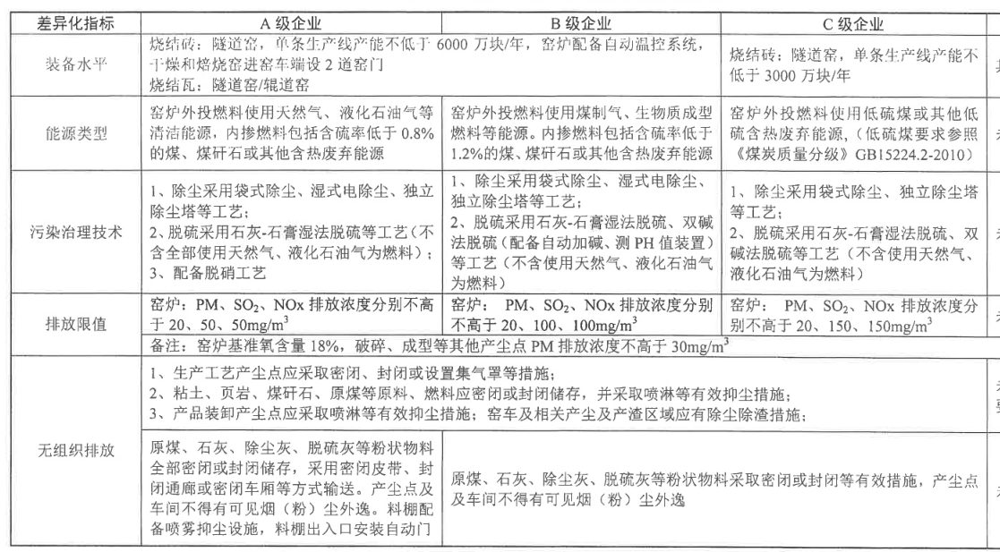 差异化指标
A 级企业
B 级企业
C 级企业
装备水平
烧结砖：隧道窑，单条生产线产能不低于 6000 万块/年，窑炉配备自动温控系统，
干燥和焙烧窑进窑车端设 2 道窑门
烧结瓦：隧道窑/辊道窑
烧结砖：隧道窑，单条生产线产能不
低于 3000 万块/年
能源类型
窑炉外投燃料使用天然气、液化石油气等
清洁能源，内掺燃料包括含硫率低于 0.8%
的煤、煤矸石或其他含热废弃能源
窑炉外投燃料使用煤制气、生物质成型
燃料等能源。内掺燃料包括含硫率低于
1.2%的煤、煤矸石或其他含热废弃能源
窑炉外投燃料使用低硫煤或其他低
硫含热废弃能源，（低硫煤要求参照
《煤炭质量分级》GB15224.2-2010）
污染治理技术
1、除尘采用袋式除尘、湿式电除尘、独立
除尘塔等工艺；
2、脱硫采用石灰-石膏湿法脱硫等工艺（不
含全部使用天然气、液化石油气为燃料）；
3、配备脱硝工艺
1、除尘采用袋式除尘、湿式电除尘、
独立除尘塔等工艺；
2、脱硫采用石灰-石膏湿法脱硫、双碱
法脱硫（配备自动加碱、测 PH 值装置）
等工艺（不含使用天然气、液化石油气
为燃料）
1、除尘采用袋式除尘、独立除尘塔
等工艺；
2、脱硫采用石灰-石膏湿法脱硫、双
碱法脱硫等工艺（不含使用天然气、
液化石油气为燃料）
排放限值
窑炉：PM、SO₂、NOx 排放浓度分别不高
于 20、50、50mg/m³
窑炉： PM、SO₂、NOx 排放浓度分别
不高于 20、100、100mg/m³
窑炉： PM、SO₂、NOx 排放浓度分
别不高于 20、150、150mg/m³
备注：窑炉基准氧含量 18%，破碎、成型等其他产尘点 PM 排放浓度不高于 30mg/m³
无组织排放
1、生产工艺产尘点应采取密闭、封闭或设置集气罩等措施；
2、粘土、页岩、煤矸石、原煤等原料、燃料应密闭或封闭储存，并采取喷淋等有效抑尘措施；
3、产品装卸产尘点应采取喷淋等有效抑尘措施；窑车及相关产尘及产渣区域应有除尘除渣措施；
原煤、石灰、除尘灰、脱硫灰等粉状物料
全部密闭或封闭储存，采用密闭皮带、封
闭通廊或密闭车厢等方式输送。产尘点及
车间不得有可见烟（粉）尘外逸。料棚配
备喷雾抑尘设施，料棚出入口安装自动门
原煤、石灰、除尘灰、脱硫灰等粉状物料采取密闭或封闭等有效措施，产尘点
及车间不得有可见烟（粉）尘外逸